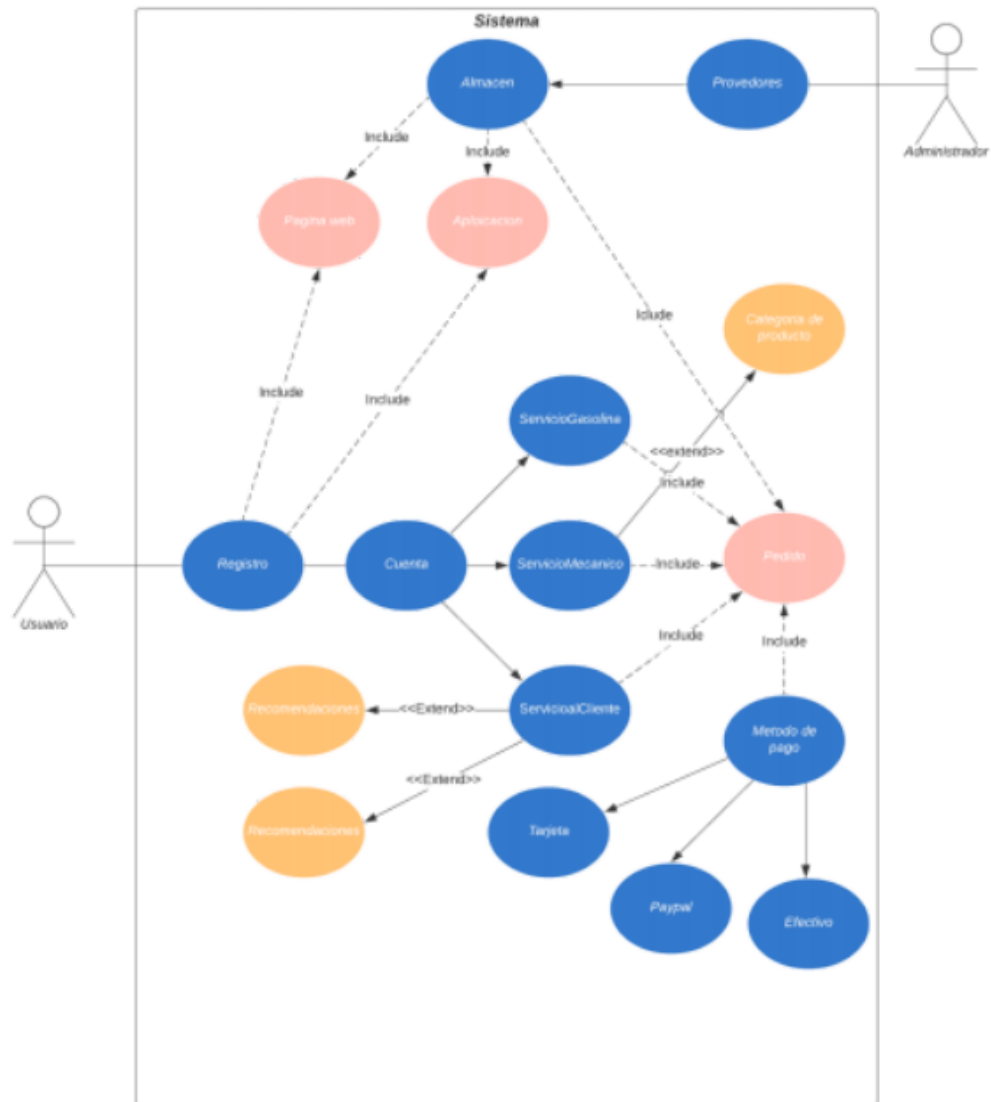 Sistema
Almacen
Provedores
Administrador
Include
Include
Pagina web
Aplocacion
Iclude
Categoria de
producto
Include
Include
ServicioGasolina
<<extend>>
Include
Usuario
Registro
Cuenta
ServicioMecanico
Include
Pedido
Include
Include
Recomendaciones
<<Extend>>
ServicioalCliente
Metodo de
pago
<<Extend>>
Recomendaciones
Tarjeta
Paypal
Efectivo